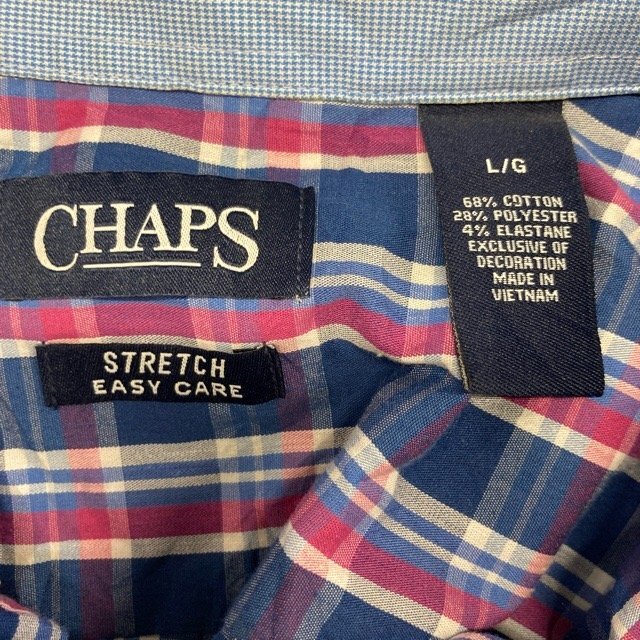 CHAPS
STRETCH
EASY CARE
L/G
68% COTTON
28% POLYESTER
4% ELASTANE
EXCLUSIVE OF
DECORATION
MADE IN
VIETNAM